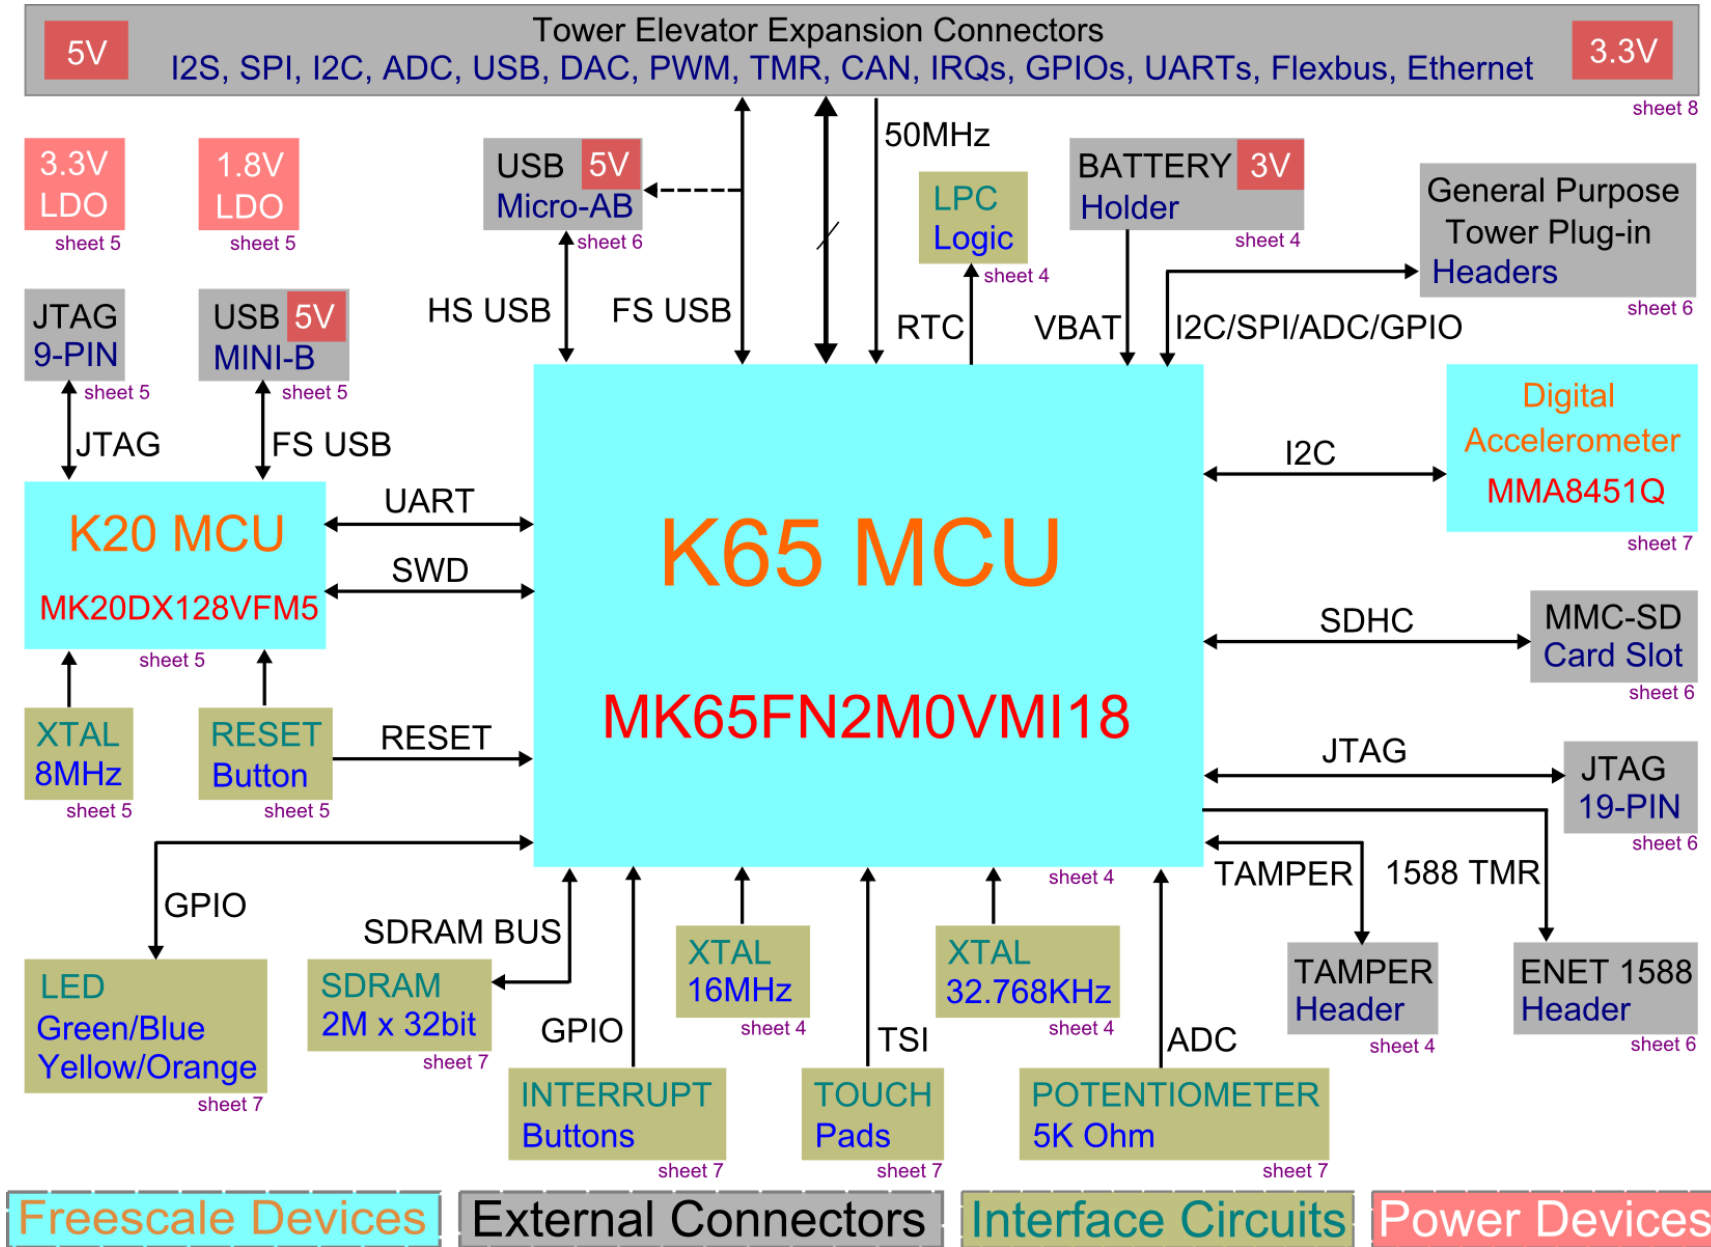 Tower Elevator Expansion Connectors
5V
3.3V
I2S, SPI, I2C, ADC, USB, DAC, PWM, TMR, CAN, IRQs, GPIOs, UARTs, Flexbus, Ethernet
sheet 8
3.3V
LDO
sheet 5
1.8V
LDO
sheet 5
USB 5V
Micro-AB
sheet 6
50MHz
LPC
Logic
sheet 4
BATTERY 3V
Holder
sheet 4
General Purpose
Tower Plug-in
Headers
sheet 6
JTAG
9-PIN
sheet 5
USB 5V
MINI-B
sheet 5
HS USB
FS USB
RTC
VBAT
I2C/SPI/ADC/GPIO
JTAG
FS USB
Digital
Accelerometer
MMA8451Q
sheet 7
I2C
K20 MCU
MK20DX128VFM5
sheet 5
UART
SWD
K65 MCU
MK65FN2M0VMI18
sheet 4
SDHC
MMC-SD
Card Slot
sheet 6
XTAL
8MHz
sheet 5
RESET
Button
sheet 5
RESET
JTAG
JTAG
19-PIN
sheet 6
TAMPER
1588 TMR
GPIO
SDRAM BUS
LED
Green/Blue
Yellow/Orange
sheet 7
SDRAM
2M x 32bit
sheet 7
GPIO
XTAL
16MHz
sheet 4
TSI
XTAL
32.768KHz
sheet 4
ADC
TAMPER
Header
sheet 4
ENET 1588
Header
sheet 6
INTERRUPT
Buttons
sheet 7
TOUCH
Pads
sheet 7
POTENTIOMETER
5K Ohm
sheet 7
Freescale Devices
External Connectors
Interface Circuits
Power Devices